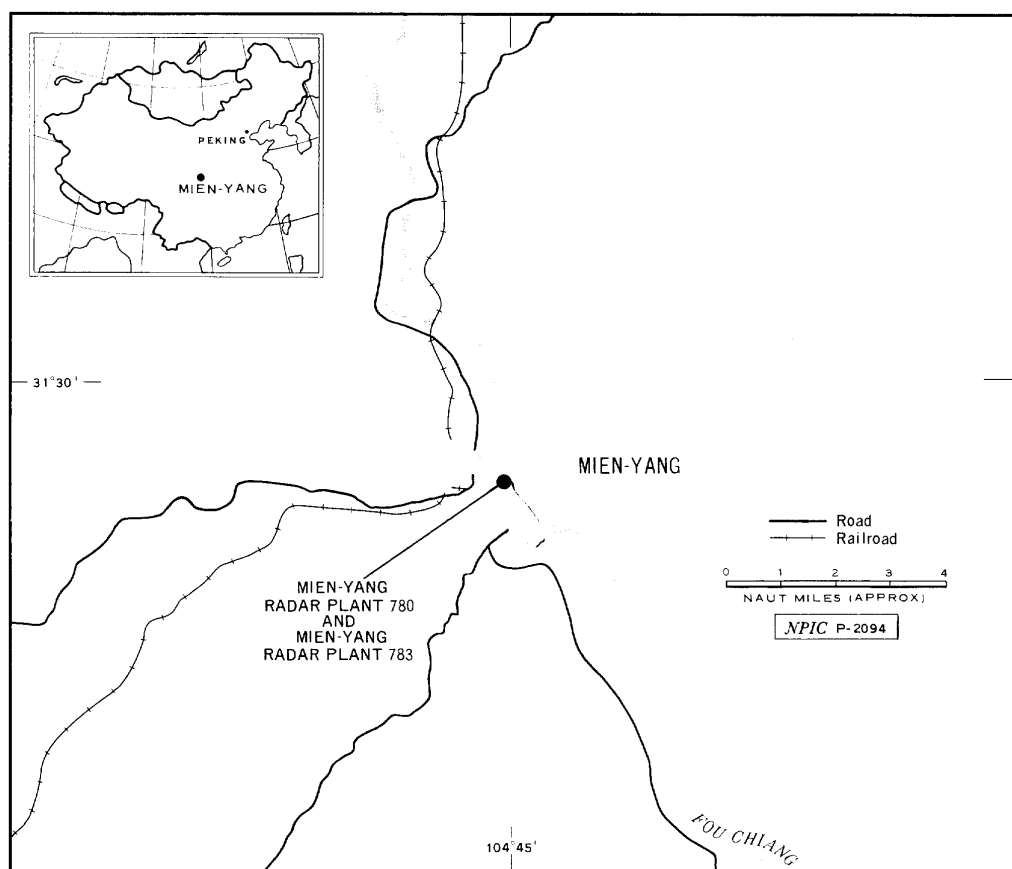 PEKING
MIEN-YANG
31°30'
MIEN-YANG
Road
Railroad
0 1 2 3 4
NAUT MILES (APPROX)
NPIC P-2094
MIEN-YANG
RADAR PLANT 780
AND
MIEN-YANG
RADAR PLANT 783
FOU CHIANG
104°45'